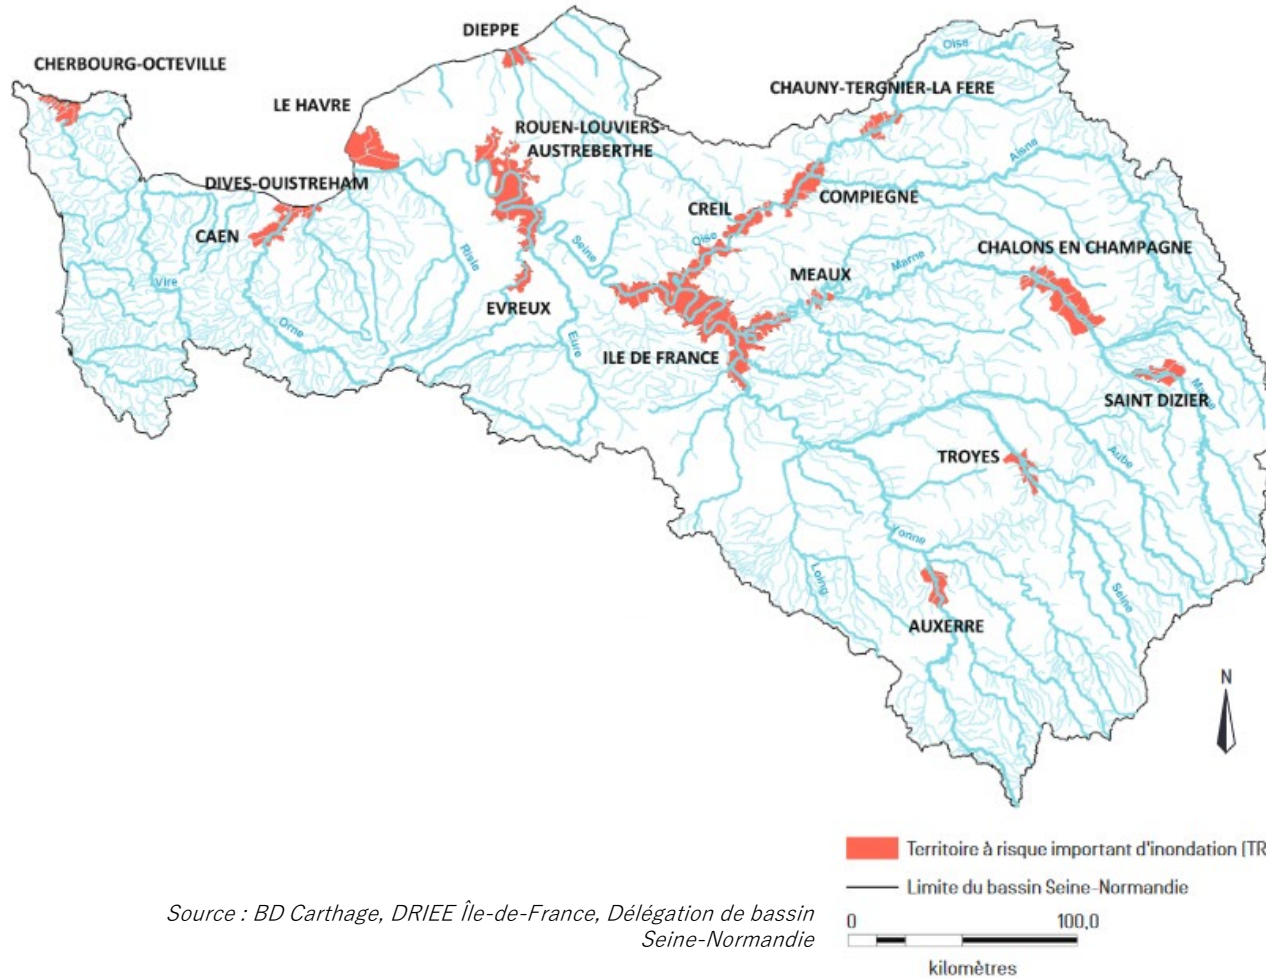 DIEPPE
Oise
CHERBOURG-OCTEVILLE
CHAUNY-TERGNIER-LA FERE
LE HAVRE
ROUEN-LOUVIERS-
AUSTREBERTHE
Aisne
DIVES-OUISTREHAM
COMPIEGNE
CREIL
CAEN
Oise
Seine
CHALONS EN CHAMPAGNE
Risle
MEAUX
Marne
Vire
EVREUX
Orne
Eure
ILE DE FRANCE
SAINT DIZIER
TROYES
Aube
Yonne
Loing
Seine
AUXERRE
N
Territoire à risque important d'inondation (TR
Limite du bassin Seine-Normandie
Source : BD Carthage, DRIEE Île-de-France, Délégation de bassin
Seine-Normandie
0 100,0
kilomètres